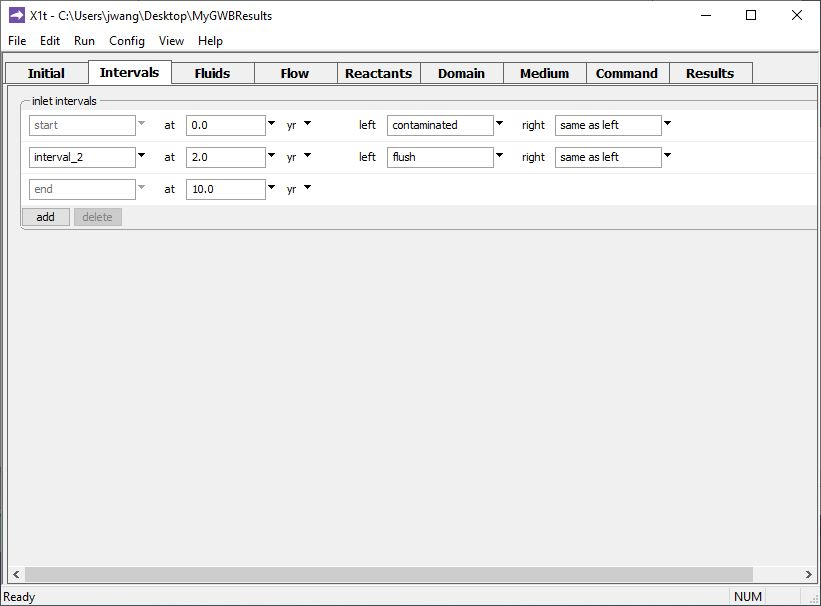 X1t - C:\Users\jwang\Desktop\MyGWBResults
File Edit Run Config View Help
Initial Intervals Fluids Flow Reactants Domain Medium Command Results
inlet intervals
start at 0.0 yr left contaminated right same as left
interval_2 at 2.0 yr left flush right same as left
end at 10.0 yr
add delete
Ready NUM